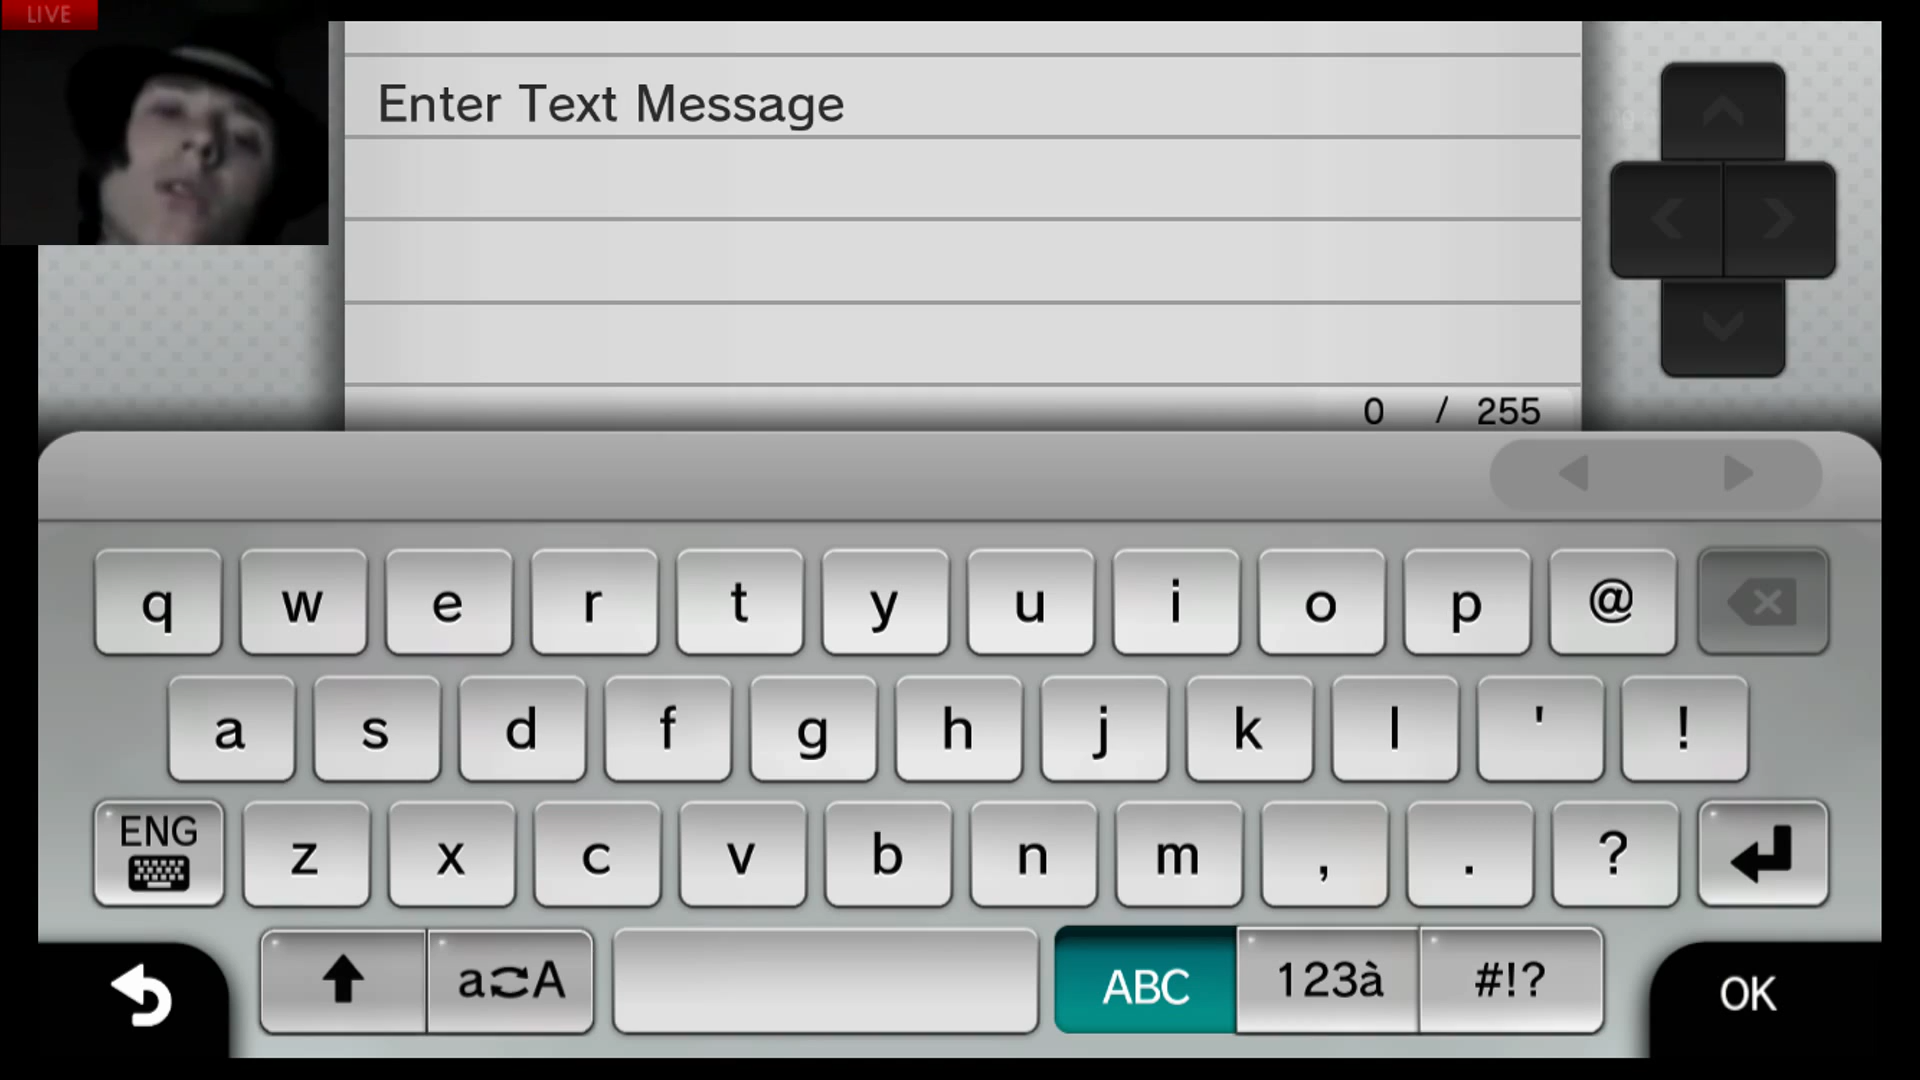 LIVE
Enter Text Message
0 / 255
q w e r t y u i o p @
a s d f g h j k l ' !
ENG z x c v b n m , . ?
a A ABC 123à #!? OK